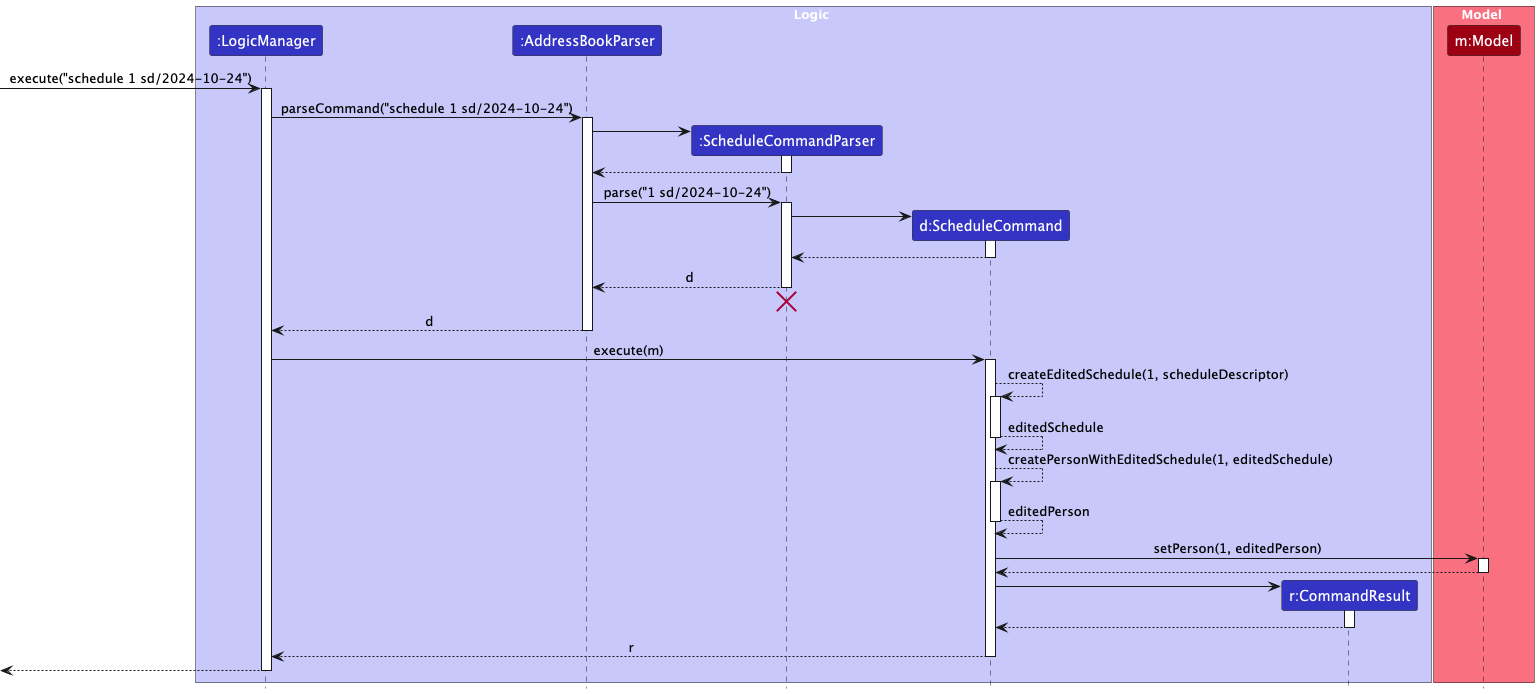 Logic
Model
:LogicManager
:AddressBookParser
m:Model
execute("schedule 1 sd/2024-10-24")
parseCommand("schedule 1 sd/2024-10-24")
:ScheduleCommandParser
parse("1 sd/2024-10-24")
d:ScheduleCommand
d
d
execute(m)
createEditedSchedule(1, scheduleDescriptor)
editedSchedule
createPersonWithEditedSchedule(1, editedSchedule)
editedPerson
setPerson(1, editedPerson)
r:CommandResult
r